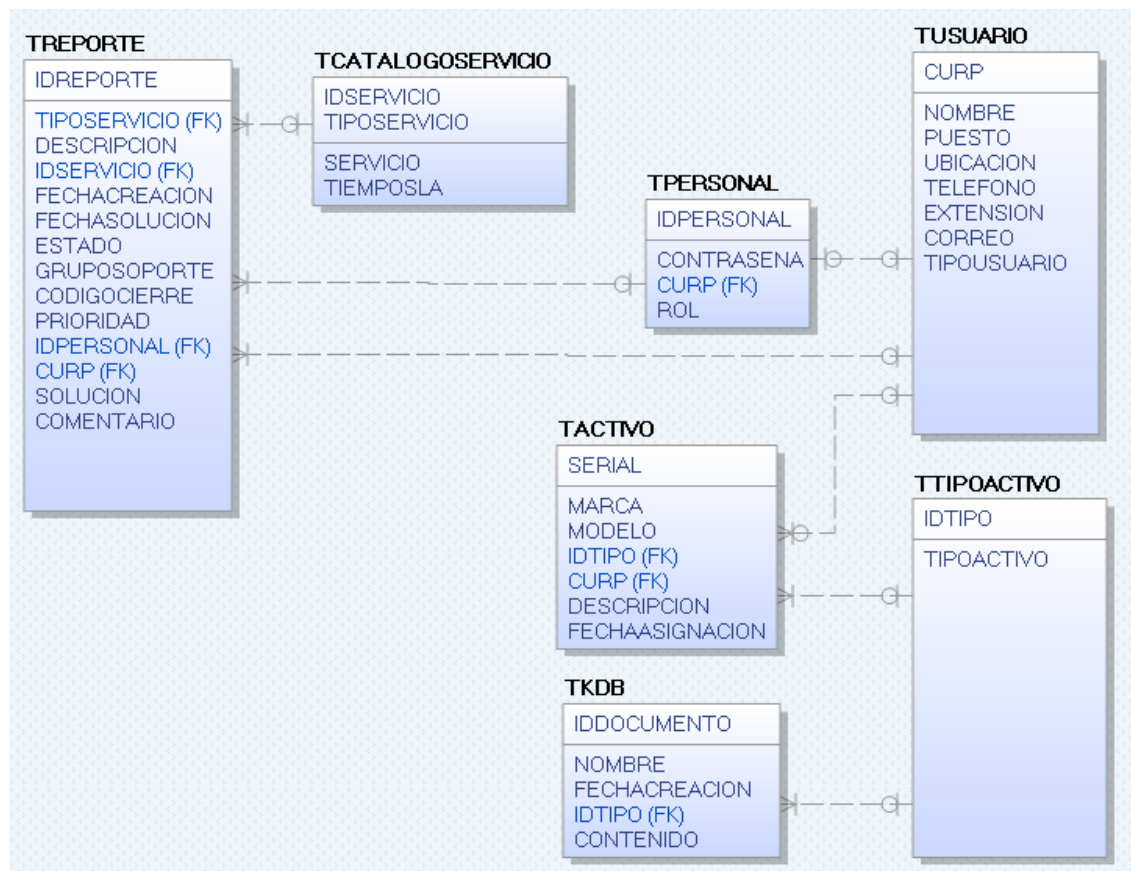 TREPORTE
IDREPORTE
TIPOSERVICIO (FK)
DESCRIPCION
IDSERVICIO (FK)
FECHACREACION
FECHASOLUCION
ESTADO
GRUPOSOPORTE
CODIGOCIERRE
PRIORIDAD
IDPERSONAL (FK)
CURP (FK)
SOLUCION
COMENTARIO
TCATALOGOSERVICIO
IDSERVICIO
TIPOSERVICIO
SERVICIO
TIEMPOSLA
TPERSONAL
IDPERSONAL
CONTRASENA
CURP (FK)
ROL
TUSUARIO
CURP
NOMBRE
PUESTO
UBICACION
TELEFONO
EXTENSION
CORREO
TIPOUSUARIO
TACTIVO
SERIAL
MARCA
MODELO
IDTIPO (FK)
CURP (FK)
DESCRIPCION
FECHAASIGNACION
TTIPOACTIVO
IDTIPO
TIPOACTIVO
TKDB
IDDOCUMENTO
NOMBRE
FECHACREACION
IDTIPO (FK)
CONTENIDO